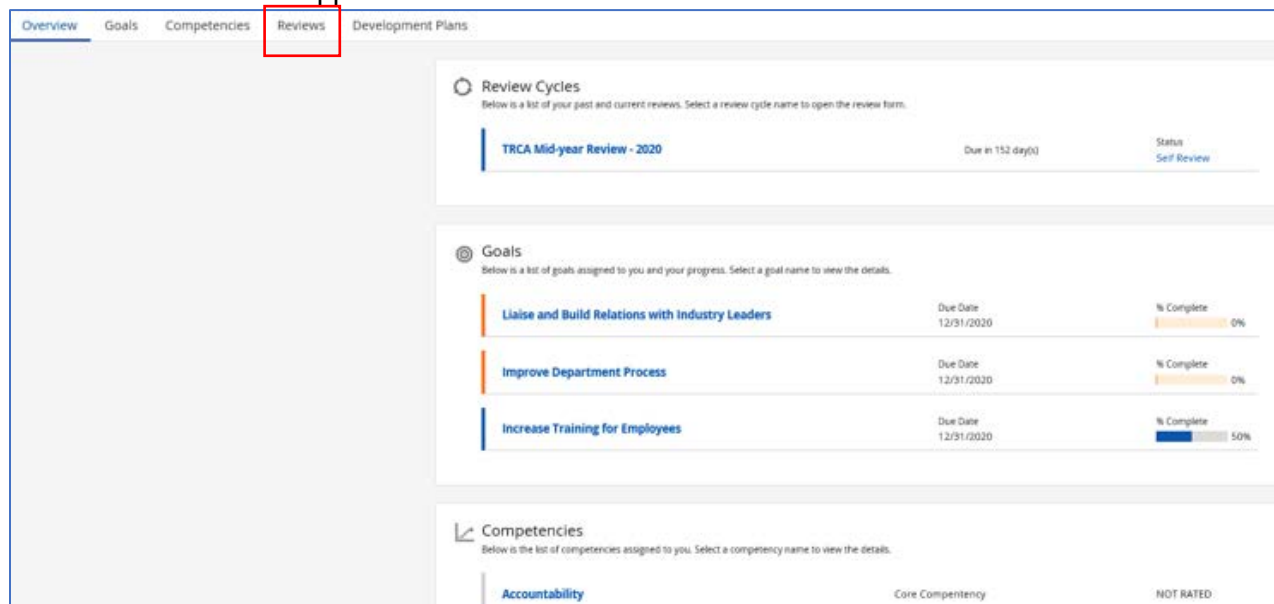 Overview Goals Competencies Reviews Development Plans
Review Cycles
Below is a list of your past and current reviews. Select a review cycle name to open the review form.
TRCA Mid-year Review - 2020 Due in 152 day(s) Status
Self Review
Goals
Below is a list of goals assigned to you and your progress. Select a goal name to view the details.
Liaise and Build Relations with Industry Leaders Due Date % Complete
12/31/2020 0%
Improve Department Process Due Date % Complete
12/31/2020 0%
Increase Training for Employees Due Date % Complete
12/31/2020 50%
Competencies
Below is the list of competencies assigned to you. Select a competency name to view the details.
Accountability Core Compentency NOT RATED